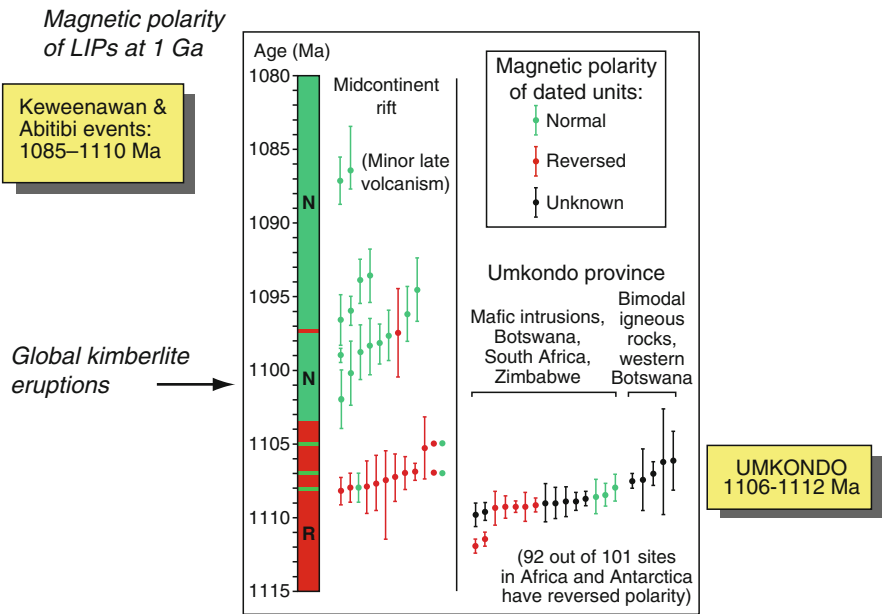 Magnetic polarity
of LIPs at 1 Ga
Keweenawan &
Abitibi events:
1085–1110 Ma
Global kimberlite
eruptions
Age (Ma)
1080
1085
1090
1095
1100
1105
1110
1115
N
N
R
Midcontinent
rift
(Minor late
volcanism)
Magnetic polarity
of dated units:
Normal
Reversed
Unknown
Umkondo province
Mafic intrusions,
Botswana,
South Africa,
Zimbabwe
Bimodal
igneous
rocks,
western
Botswana
(92 out of 101 sites
in Africa and Antarctica
have reversed polarity)
UMKONDO
1106-1112 Ma